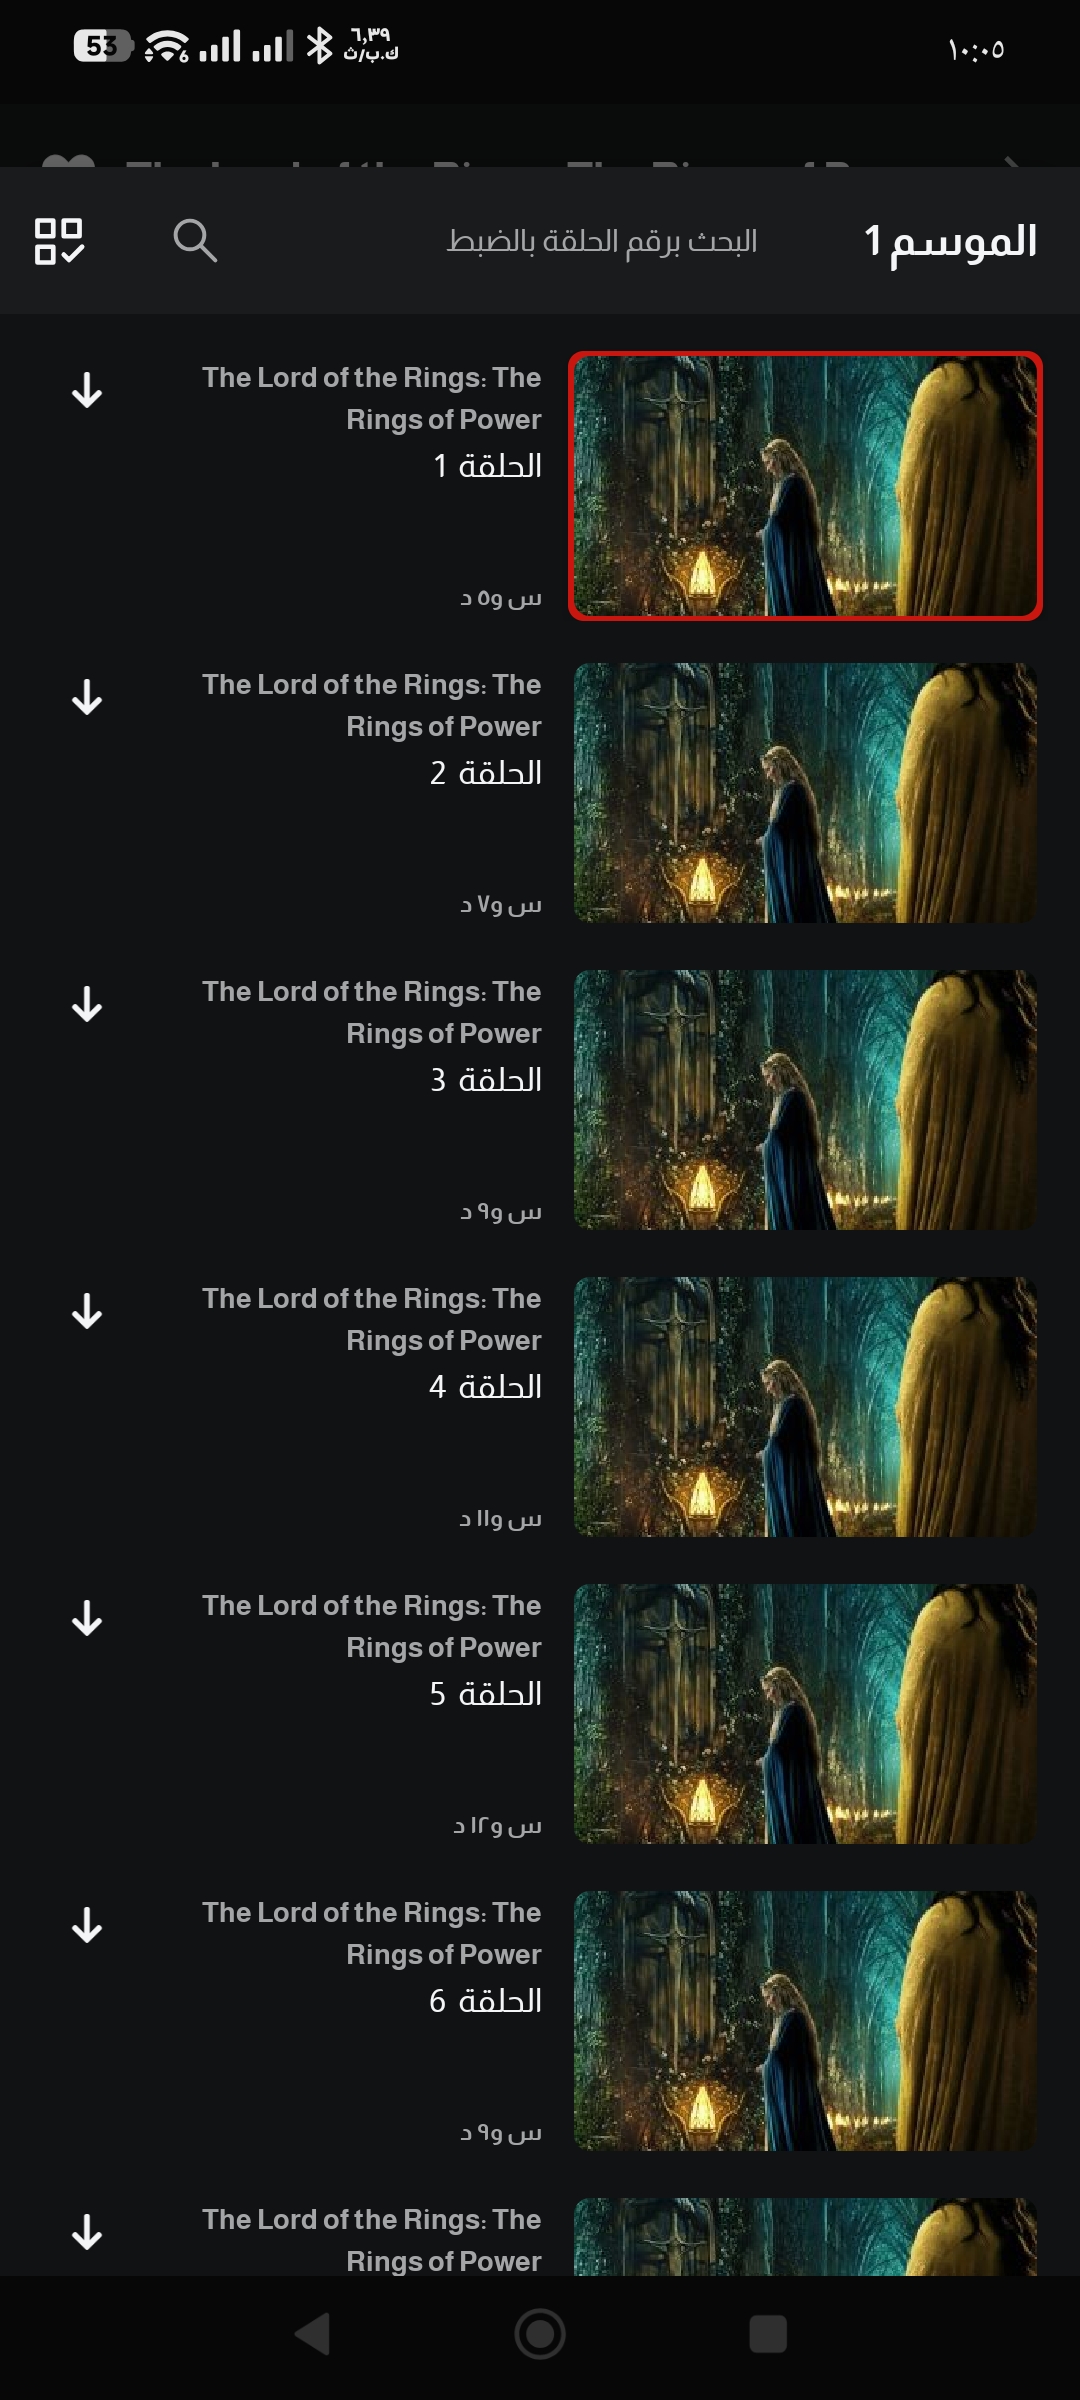 53
6
٦,٣٩
ك.ب/ث
١٠:٠٥
الموسم 1
البحث برقم الحلقة بالضبط
The Lord of the Rings: The
Rings of Power
الحلقة 1
س و٥ د
The Lord of the Rings: The
Rings of Power
الحلقة 2
س و٧ د
The Lord of the Rings: The
Rings of Power
الحلقة 3
س و٩ د
The Lord of the Rings: The
Rings of Power
الحلقة 4
س و١١ د
The Lord of the Rings: The
Rings of Power
الحلقة 5
س و١٢ د
The Lord of the Rings: The
Rings of Power
الحلقة 6
س و٩ د
The Lord of the Rings: The
Rings of Power